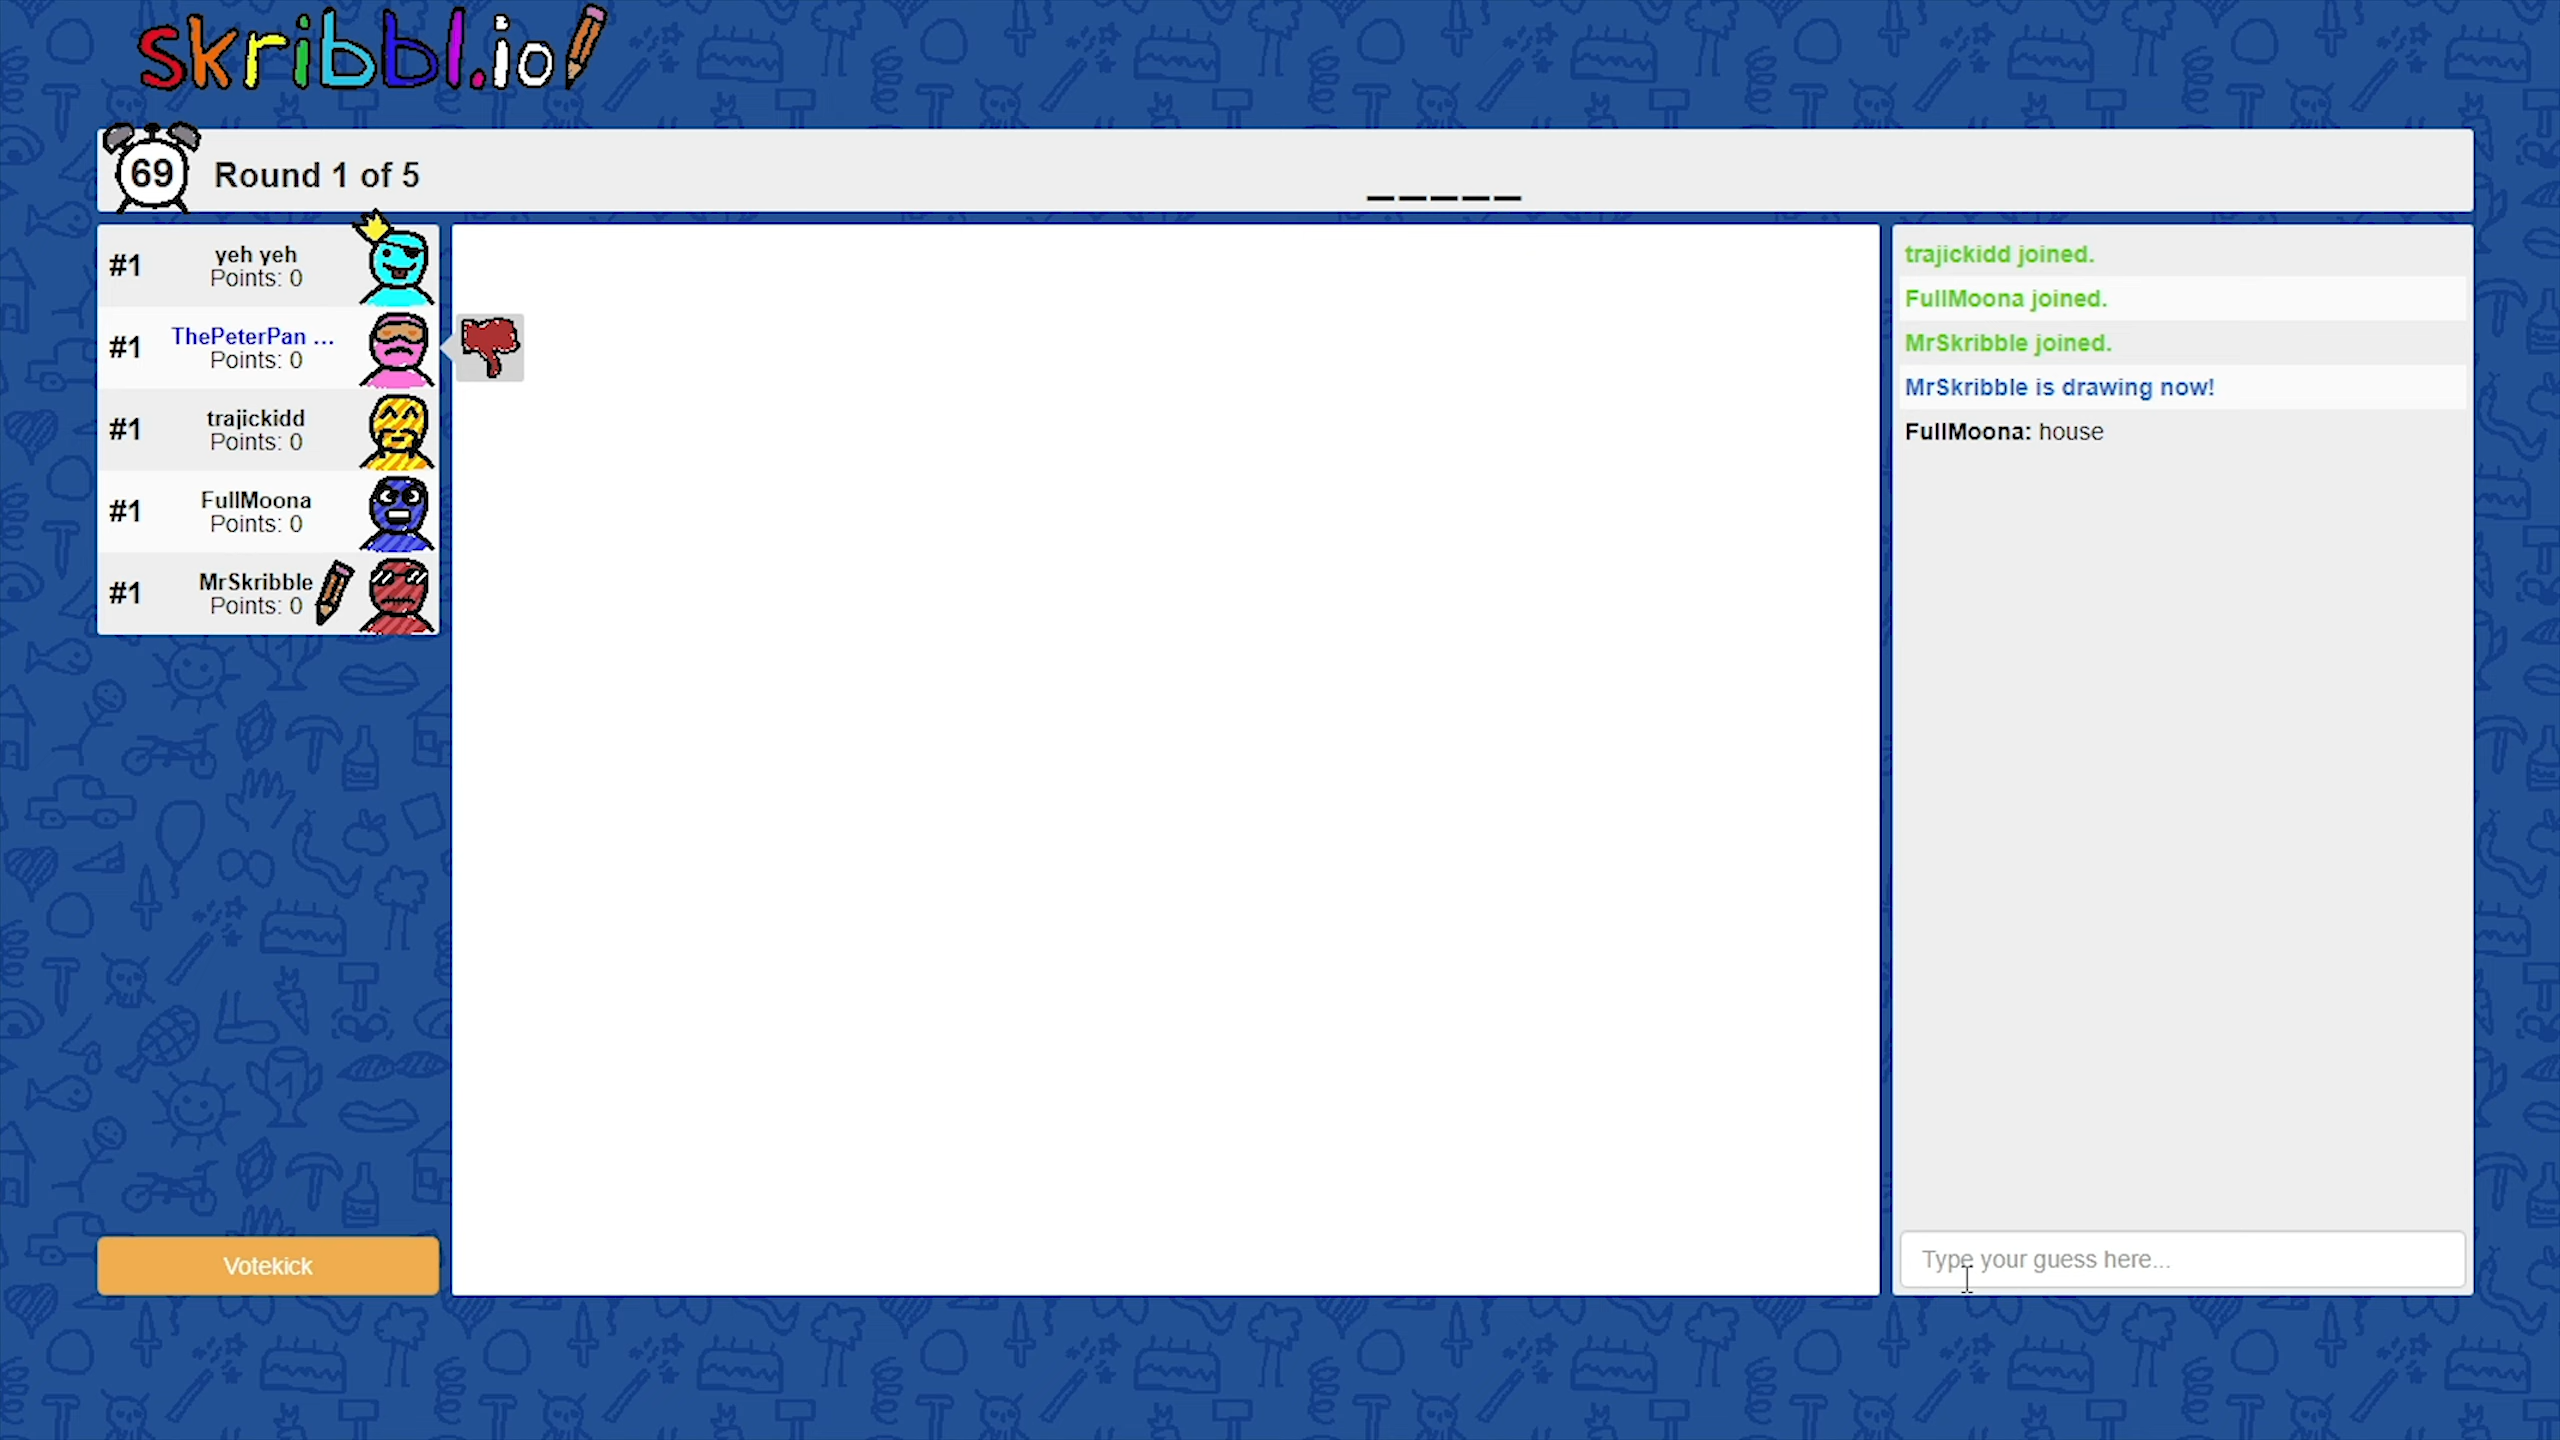 skribbl.io
69
Round 1 of 5
_____
#1
yeh yeh
Points: 0
#1
ThePeterPan ...
Points: 0
#1
trajickidd
Points: 0
#1
FullMoona
Points: 0
#1
MrSkribble
Points: 0
trajickidd joined.
FullMoona joined.
MrSkribble joined.
MrSkribble is drawing now!
FullMoona: house
Votekick
Type your guess here...